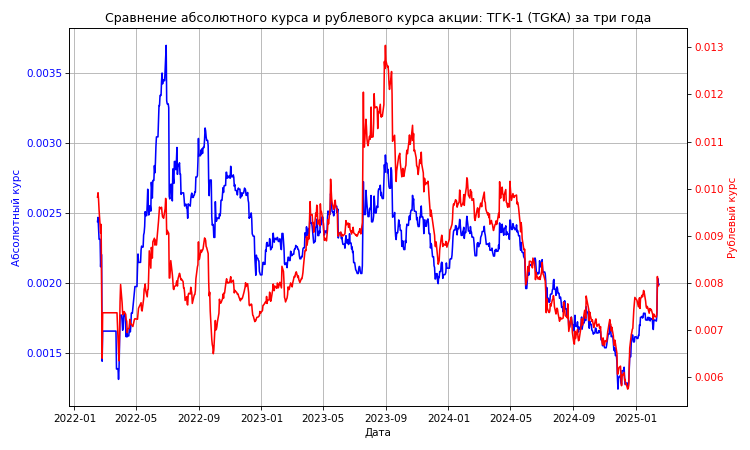 Сравнение абсолютного курса и рублевого курса акции: ТГК-1 (TGKA) за три года
Абсолютный курс
0.0035
0.0030
0.0025
0.0020
0.0015
0.013
0.012
0.011
0.010
0.009
0.008
0.007
0.006
Рублевый курс
2022-01 2022-05 2022-09 2023-01 2023-05 2023-09 2024-01 2024-05 2024-09 2025-01
Дата